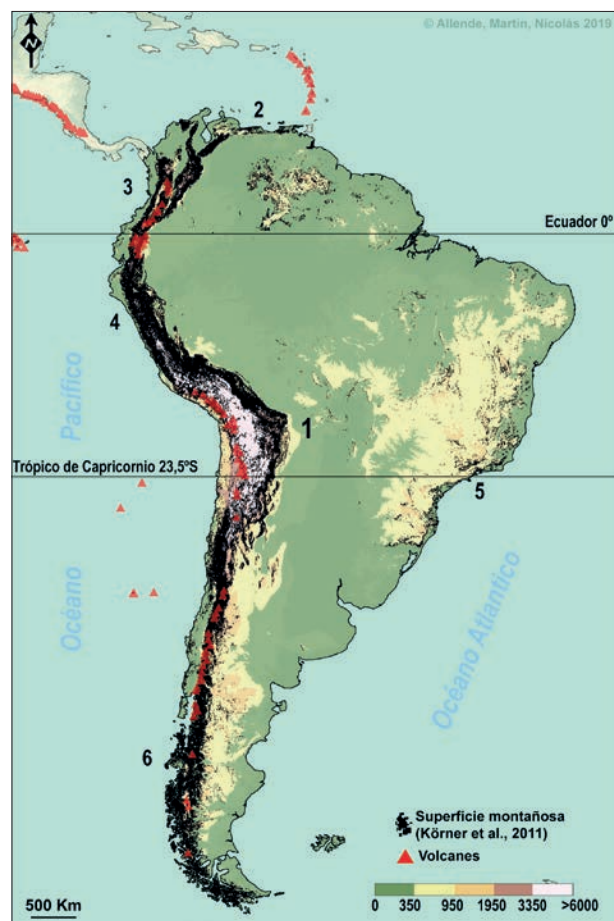 © Allende, Martin, Nicolás 2019
N
2
3
Ecuador 0º
4
Pacífico
1
Trópico de Capricornio 23,5ºS
5
Océano
Océano Atlantico
6
Superficie montañosa
(Körner et al., 2011)
Volcanes
0 350 950 1950 3350 >6000
500 Km